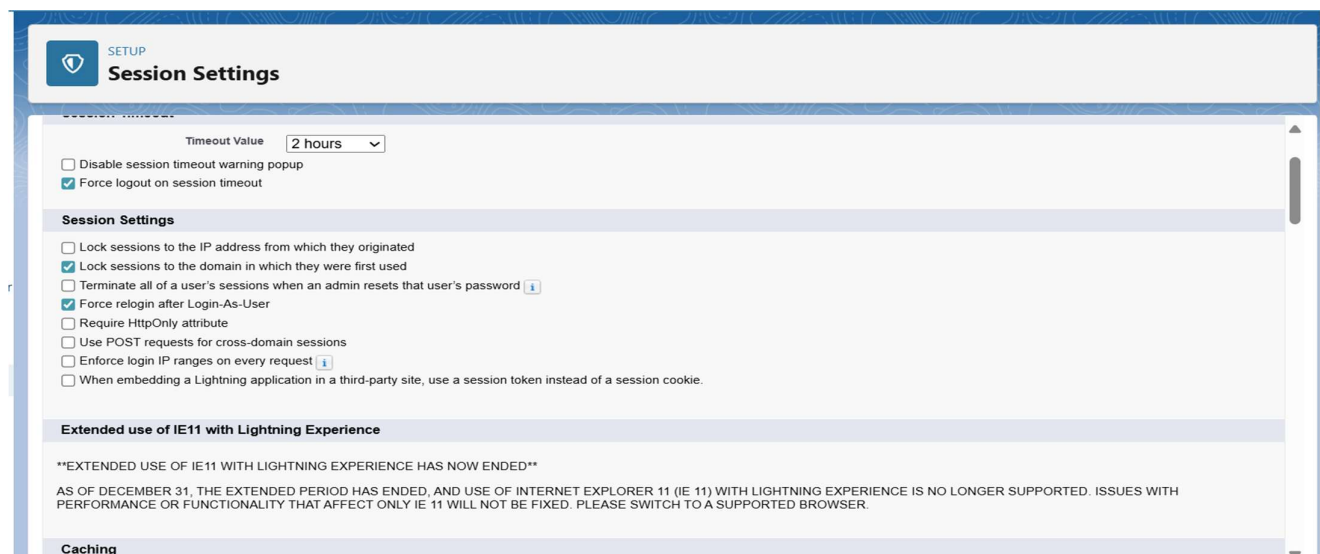 SETUP
Session Settings
Session Timeout
Timeout Value 2 hours
Disable session timeout warning popup
Force logout on session timeout
Session Settings
Lock sessions to the IP address from which they originated
Lock sessions to the domain in which they were first used
Terminate all of a user's sessions when an admin resets that user's password i
Force relogin after Login-As-User
Require HttpOnly attribute
Use POST requests for cross-domain sessions
Enforce login IP ranges on every request i
When embedding a Lightning application in a third-party site, use a session token instead of a session cookie.
Extended use of IE11 with Lightning Experience
**EXTENDED USE OF IE11 WITH LIGHTNING EXPERIENCE HAS NOW ENDED**
AS OF DECEMBER 31, THE EXTENDED PERIOD HAS ENDED, AND USE OF INTERNET EXPLORER 11 (IE 11) WITH LIGHTNING EXPERIENCE IS NO LONGER SUPPORTED. ISSUES WITH
PERFORMANCE OR FUNCTIONALITY THAT AFFECT ONLY IE 11 WILL NOT BE FIXED. PLEASE SWITCH TO A SUPPORTED BROWSER.
Caching